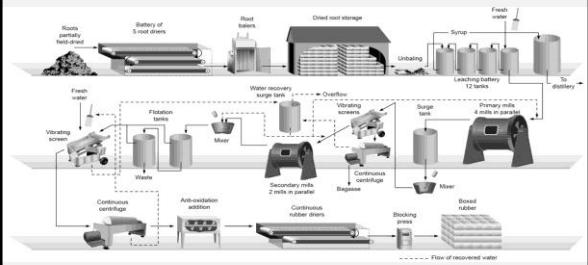 Roots
partially
field-dried
Battery of
5 root driers
Root
balers
Dried root storage
Unbaling
Fresh
water
Syrup
Leaching battery
12 tanks
To
distillery
Fresh
water
Vibrating
screen
Flotation
tanks
Waste
Mixer
Water recovery
surge tank
Overflow
Secondary mills
2 mills in parallel
Vibrating
screens
Continuous
centrifuge
Bagasse
Surge
tank
Mixer
Primary mills
4 mills in parallel
Continuous
centrifuge
Anti-oxidation
addition
Continuous
rubber driers
Blocking
press
Boxed
rubber
Flow of recovered water